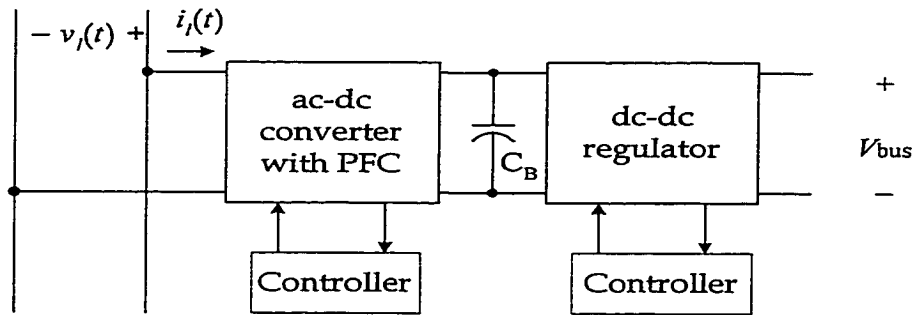 − v_l(t) +
i_l(t)
ac-dc
converter
with PFC
C_B
dc-dc
regulator
+
V_bus
−
Controller
Controller